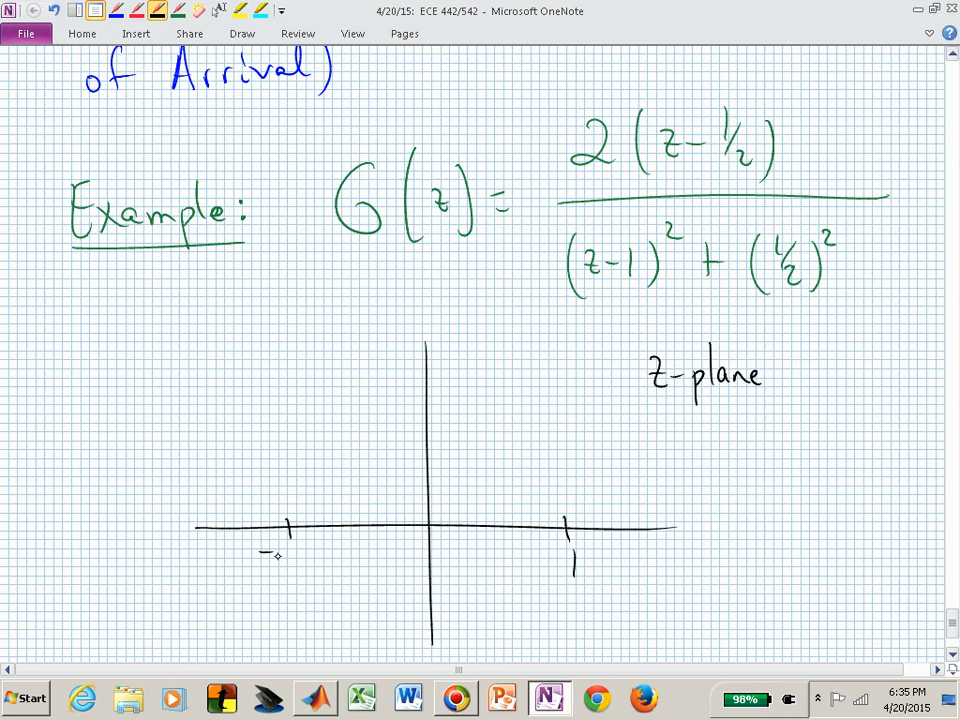 4/20/15: ECE 442/542 - Microsoft OneNote
File Home Insert Share Draw Review View Pages
of Arrival)
Example: G(z) = 2(z-1/2) / (z-1)² + (1/2)²
z-plane
- 1
Start 98% 6:35 PM
4/20/2015